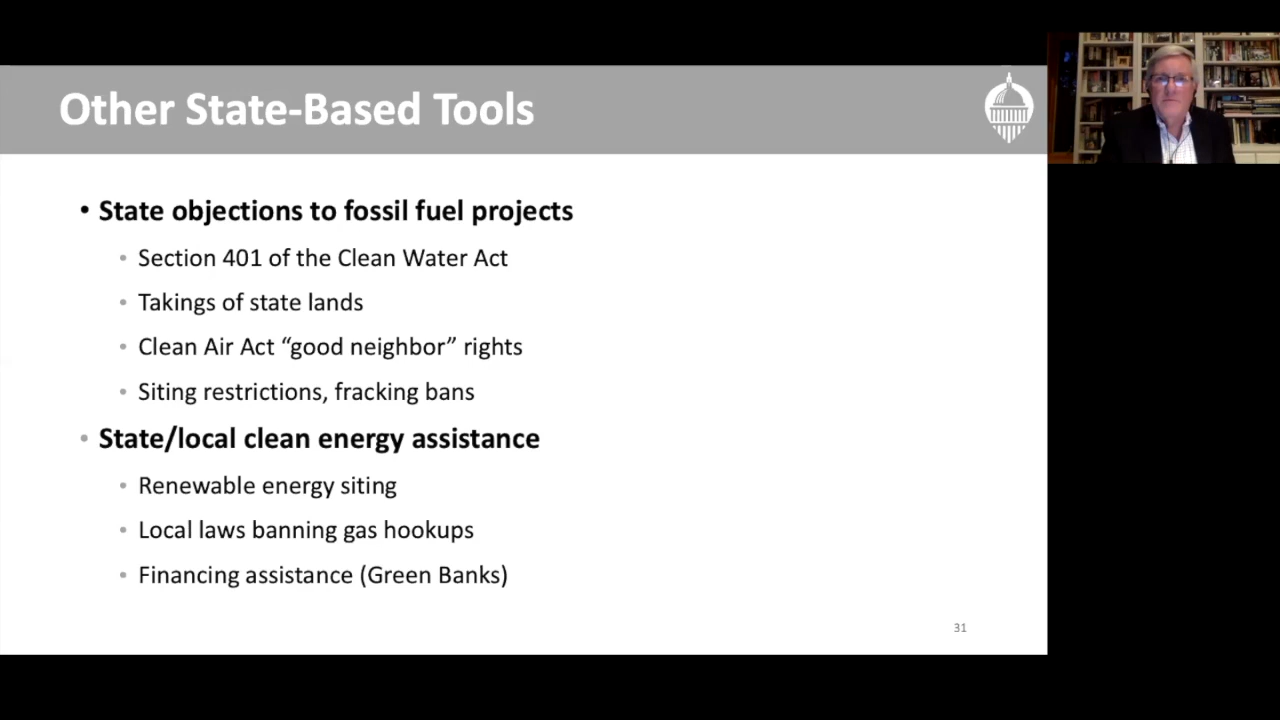 Other State-Based Tools
• State objections to fossil fuel projects
• Section 401 of the Clean Water Act
• Takings of state lands
• Clean Air Act “good neighbor” rights
• Siting restrictions, fracking bans
• State/local clean energy assistance
• Renewable energy siting
• Local laws banning gas hookups
• Financing assistance (Green Banks)
31